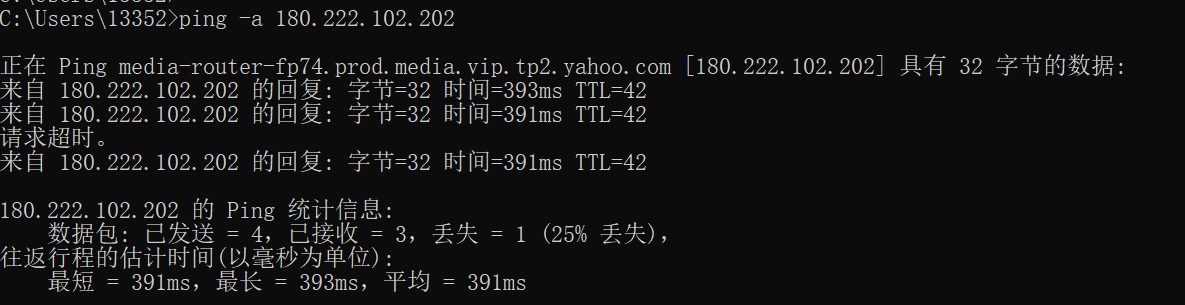 C:\Users\13352>ping -a 180.222.102.202
正在 Ping media-router-fp74.prod.media.vip.tp2.yahoo.com [180.222.102.202] 具有 32 字节的数据:
来自 180.222.102.202 的回复: 字节=32 时间=393ms TTL=42
来自 180.222.102.202 的回复: 字节=32 时间=391ms TTL=42
请求超时。
来自 180.222.102.202 的回复: 字节=32 时间=391ms TTL=42
180.222.102.202 的 Ping 统计信息:
数据包: 已发送 = 4，已接收 = 3，丢失 = 1 (25% 丢失)，
往返行程的估计时间(以毫秒为单位):
最短 = 391ms，最长 = 393ms，平均 = 391ms